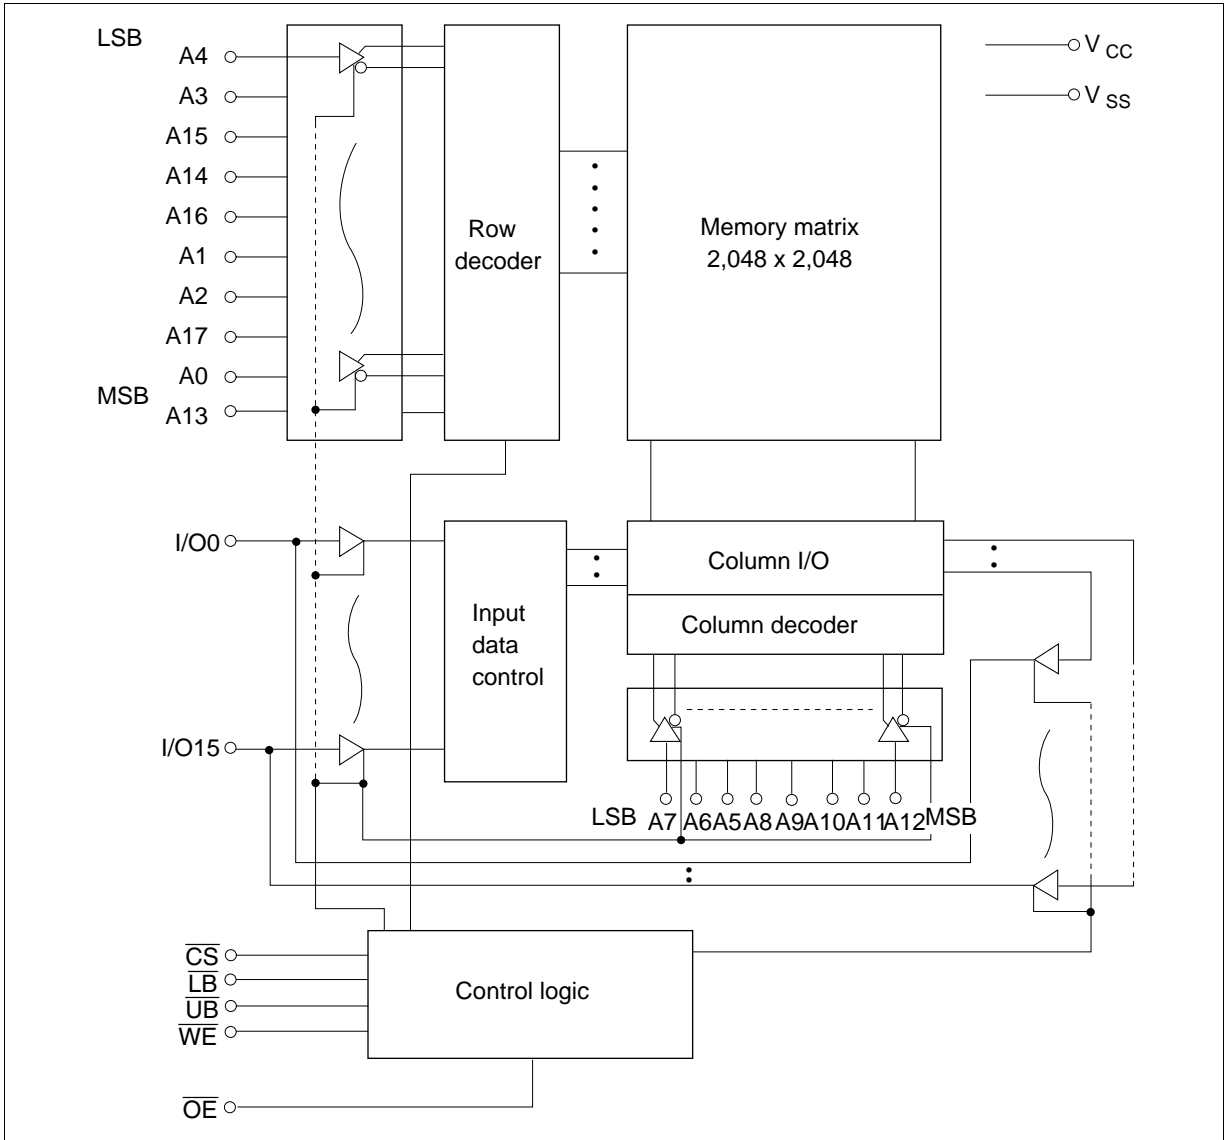 LSB
A4
A3
A15
A14
A16
A1
A2
A17
A0
MSB
A13
Row
decoder
Memory matrix
2,048 x 2,048
V CC
V SS
I/O0
I/O15
Input
data
control
Column I/O
Column decoder
LSB A7 A6 A5 A8 A9 A10 A11 A12 MSB
CS
LB
UB
WE
OE
Control logic